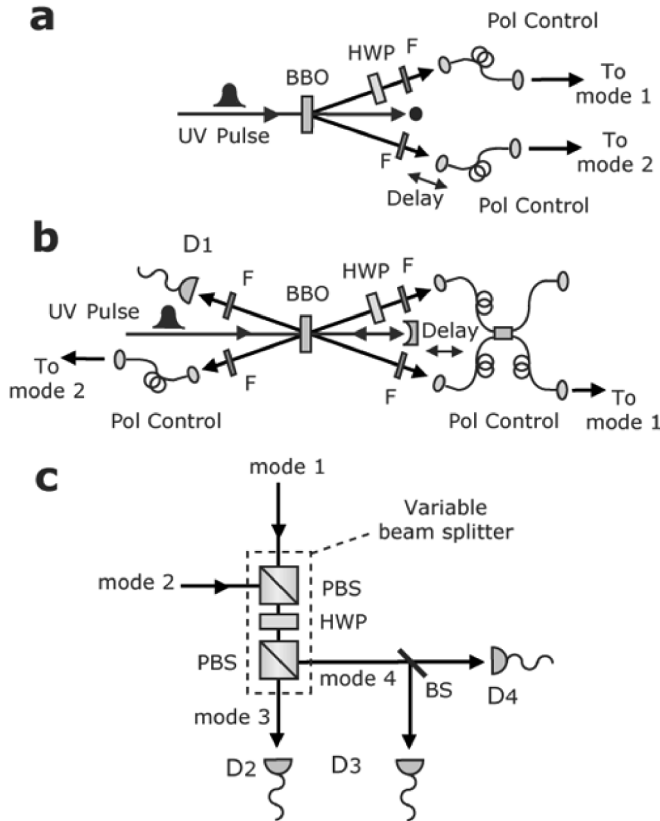 a
Pol Control
HWP
F
BBO
To
mode 1
UV Pulse
F
To
mode 2
Delay
Pol Control
b
D1
F
BBO
HWP
F
UV Pulse
Delay
To
mode 2
F
F
Pol Control
Pol Control
To
mode 1
c
mode 1
Variable
beam splitter
mode 2
PBS
HWP
PBS
mode 4
BS
D4
mode 3
D2
D3